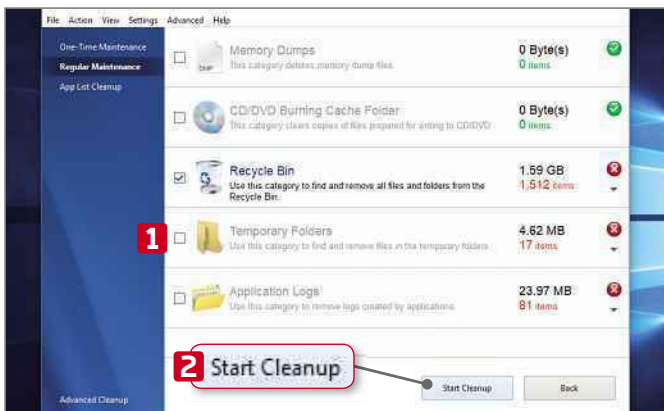 File Action View Settings Advanced Help
One-Time Maintenance
Regular Maintenance
App List Cleanup
Memory Dumps
This category deletes memory dump files.
0 Byte(s)
0 items
DMP
CD/DVD Burning Cache Folder
This category clears copies of files prepared for writing to CD/DVD
0 Byte(s)
0 items
Recycle Bin
Use this category to find and remove all files and folders from the
Recycle Bin.
1.59 GB
1,512 items
1
Temporary Folders
Use this category to find and remove files in the temporary folders.
4.62 MB
17 items
Application Logs
Use this category to remove logs created by applications.
23.97 MB
81 items
2 Start Cleanup
Start Cleanup
Back
Advanced Cleanup